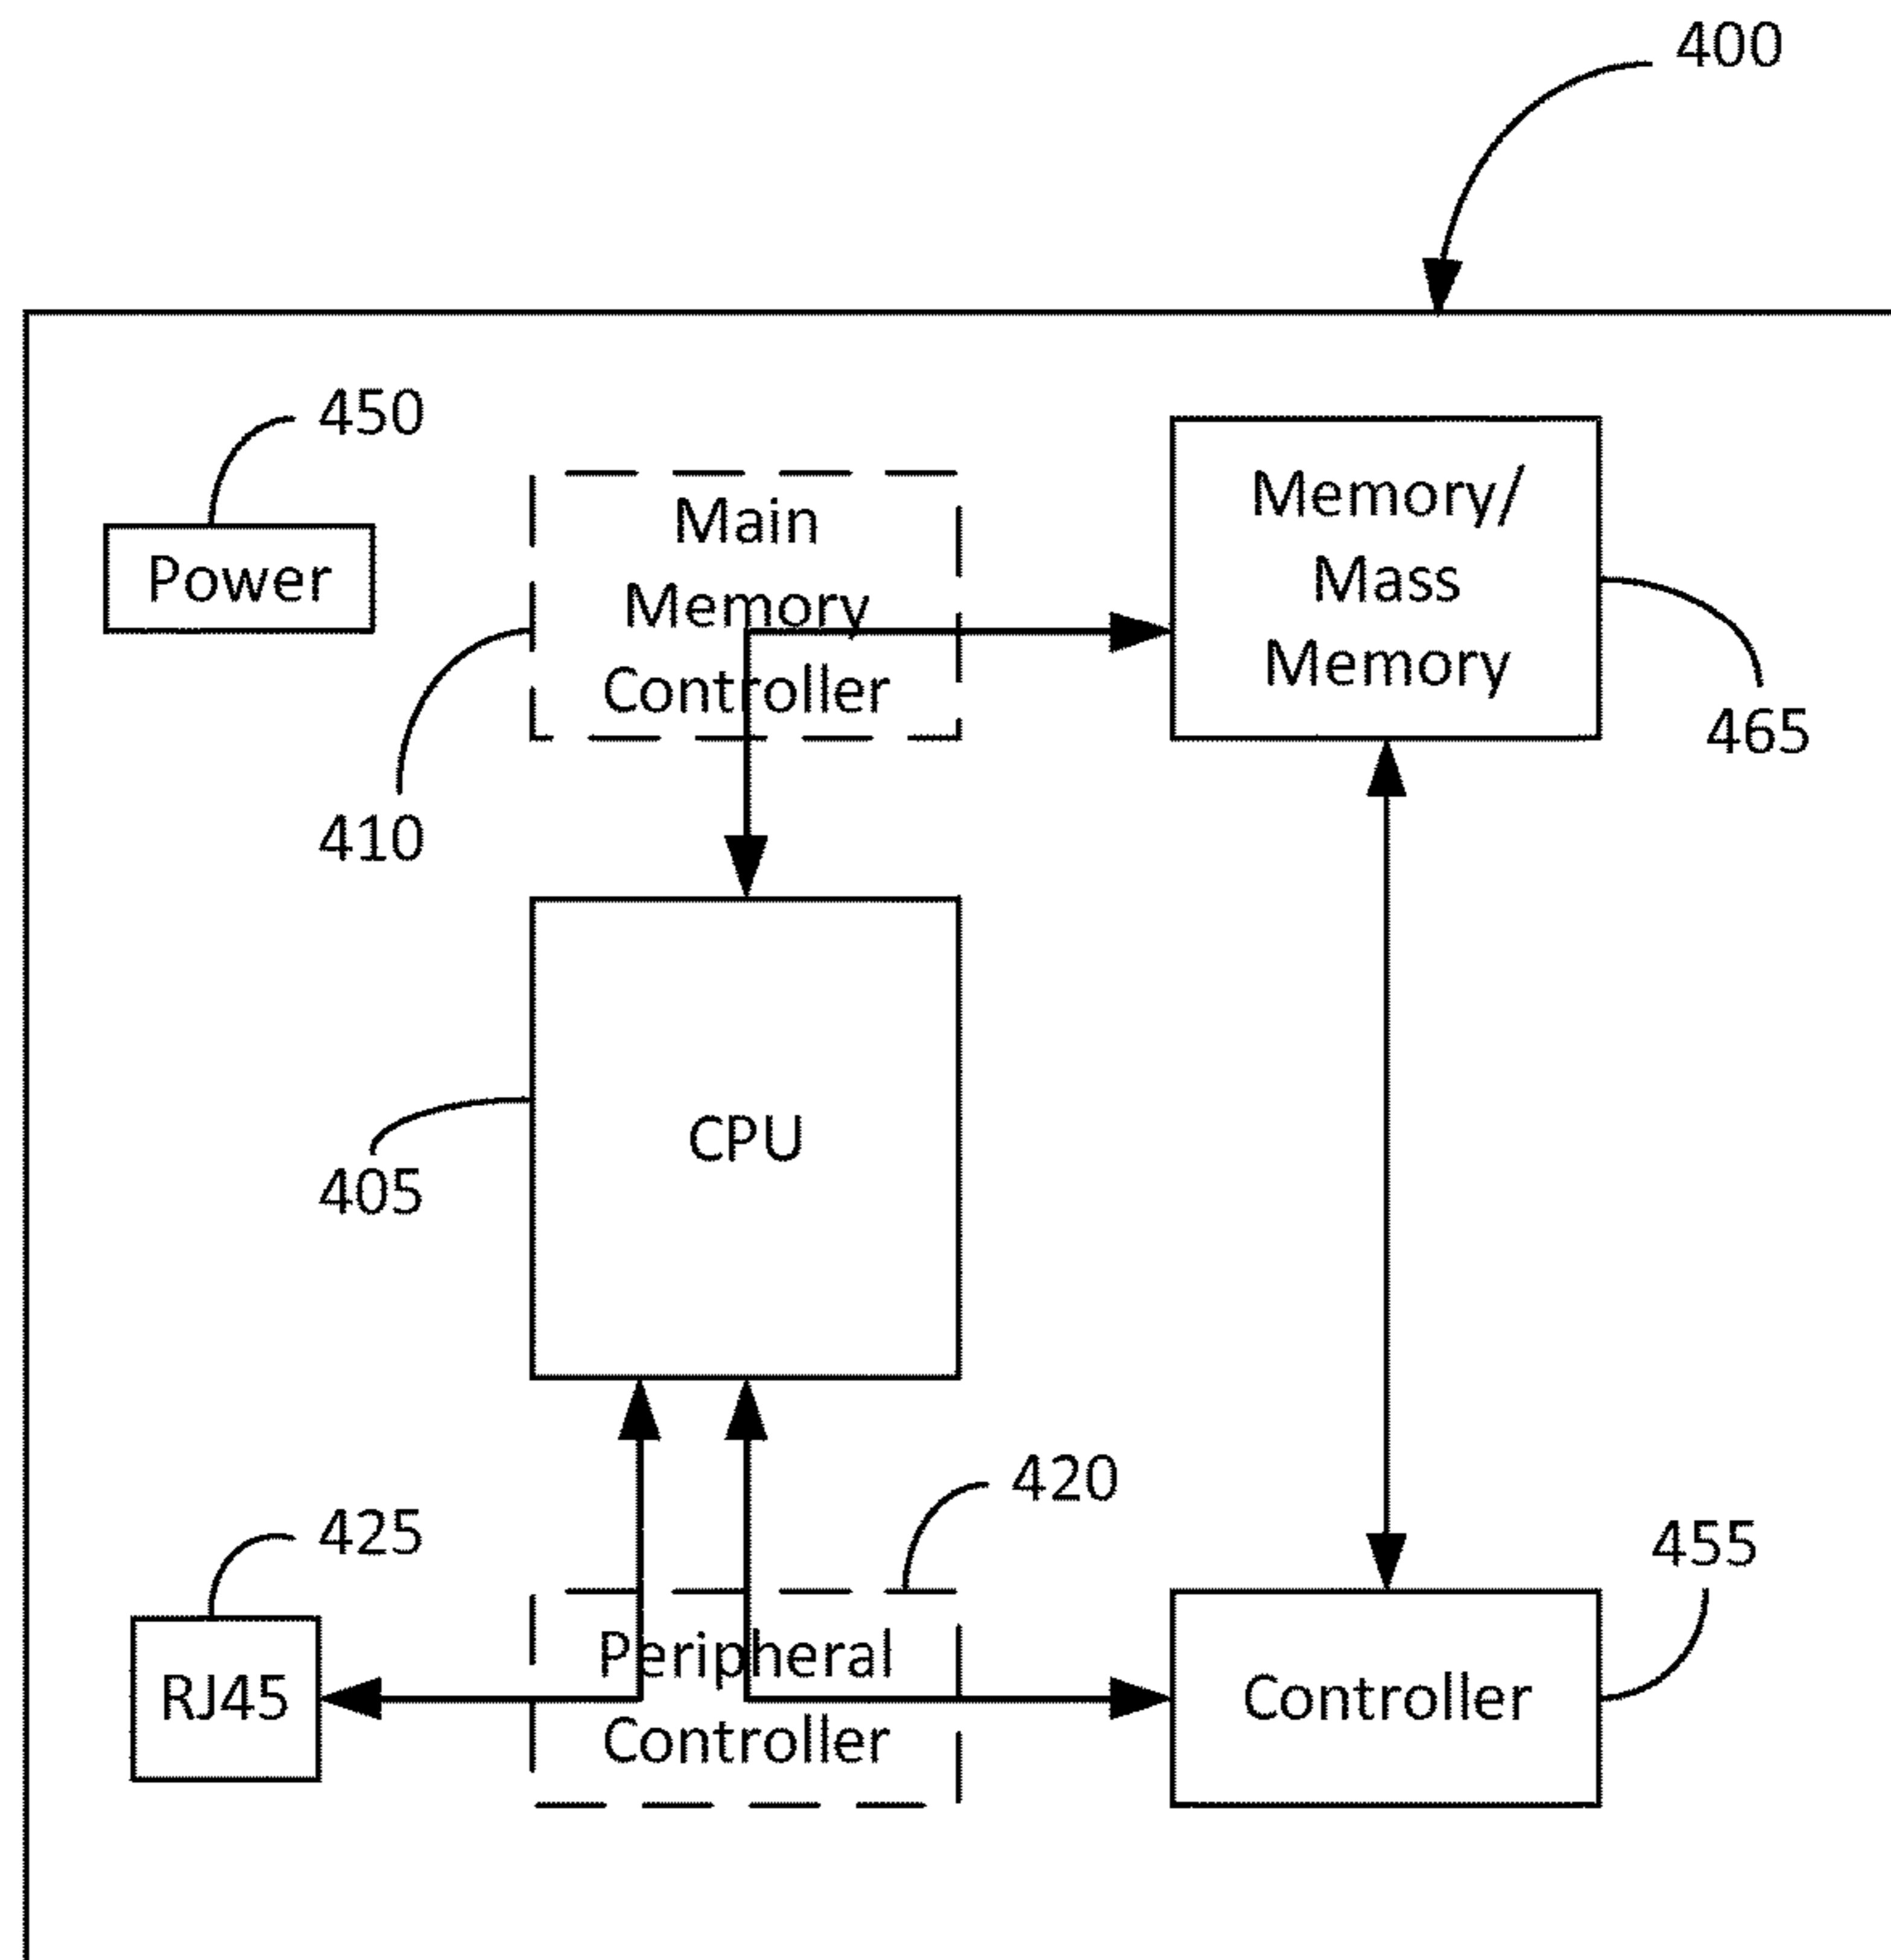 400
450
Power
Main
Memory
Controller
410
Memory/
Mass
Memory
465
CPU
405
420
425
RJ45
Peripheral
Controller
455
Controller